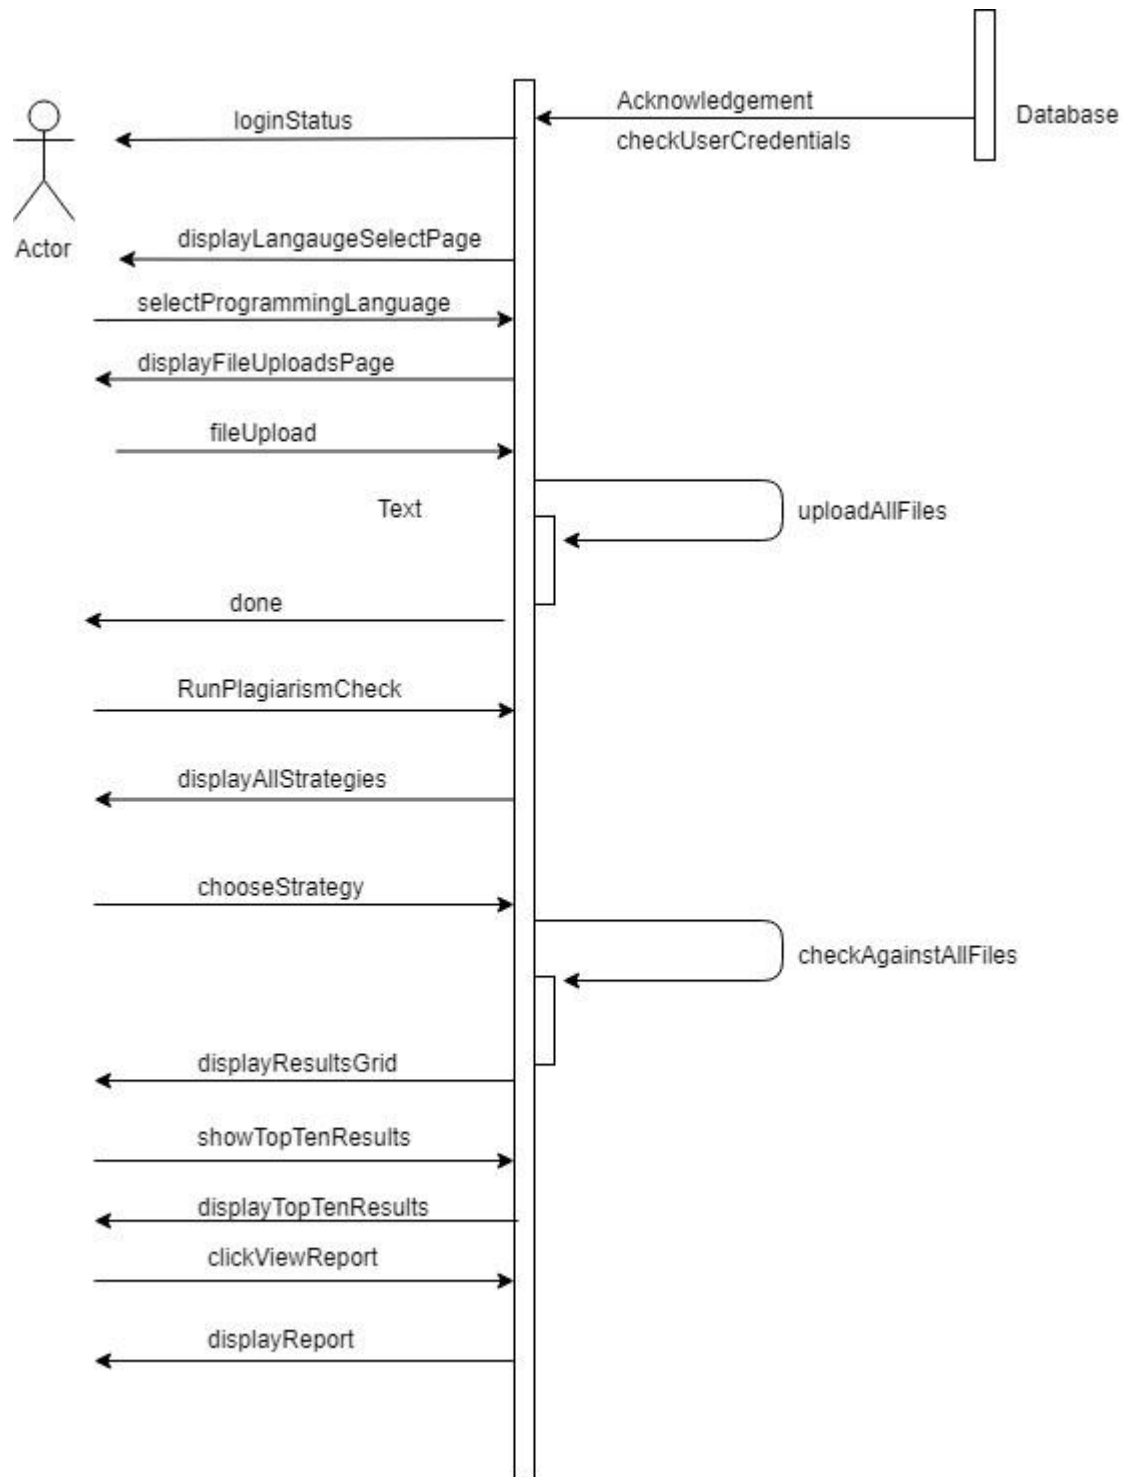 Acknowledgement
Database
loginStatus
checkUserCredentials
displayLangaugeSelectPage
Actor
selectProgrammingLanguage
displayFileUploadsPage
fileUpload
Text
uploadAllFiles
done
RunPlagiarismCheck
displayAllStrategies
chooseStrategy
checkAgainstAllFiles
displayResultsGrid
showTopTenResults
displayTopTenResults
clickViewReport
displayReport